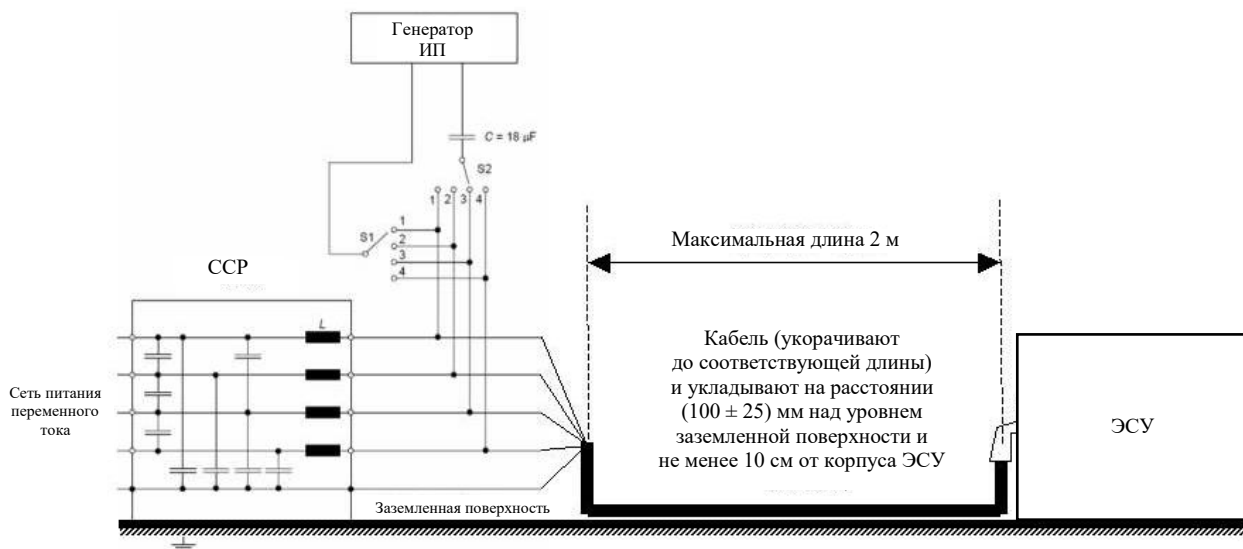 Генератор
ИП
C = 18 µF
S2
1 2 3 4
S1
1
2
3
4
Максимальная длина 2 м
ССР
L
Кабель (укорачивают
до соответствующей длины)
и укладывают на расстоянии
(100 ± 25) мм над уровнем
заземленной поверхности и
не менее 10 см от корпуса ЭСУ
Сеть питания
переменного
тока
ЭСУ
Заземленная поверхность